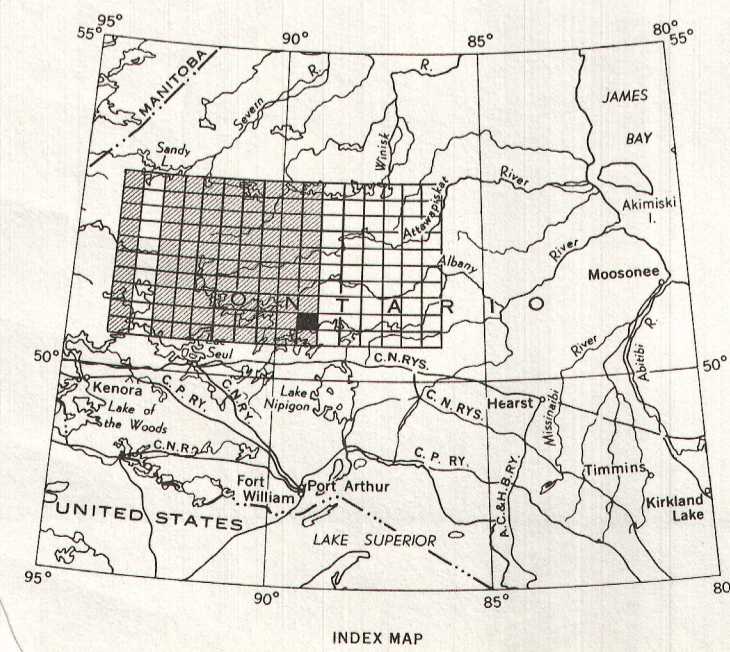 95°
55°
90°
85°
80°
55°
MANITOBA
Severn
R.
R.
Winisk
JAMES
BAY
Sandy
L.
Attawapiskat
River
Akimiski
I.
Albany
River
Moosonee
ONTARIO
Lac
Seul
50°
C.N.RYS.
River
Abitibi
R.
50°
Kenora
C. P. RY.
C.N.R.
Lake
Nipigon
C. N. RYS.
Hearst
Missinaibi
Lake of
the Woods
C.N.R.
C. P. RY.
A.C.&H.B.RY.
Timmins
Fort
William
Port Arthur
Kirkland
Lake
UNITED STATES
LAKE SUPERIOR
95°
90°
85°
80°
INDEX MAP